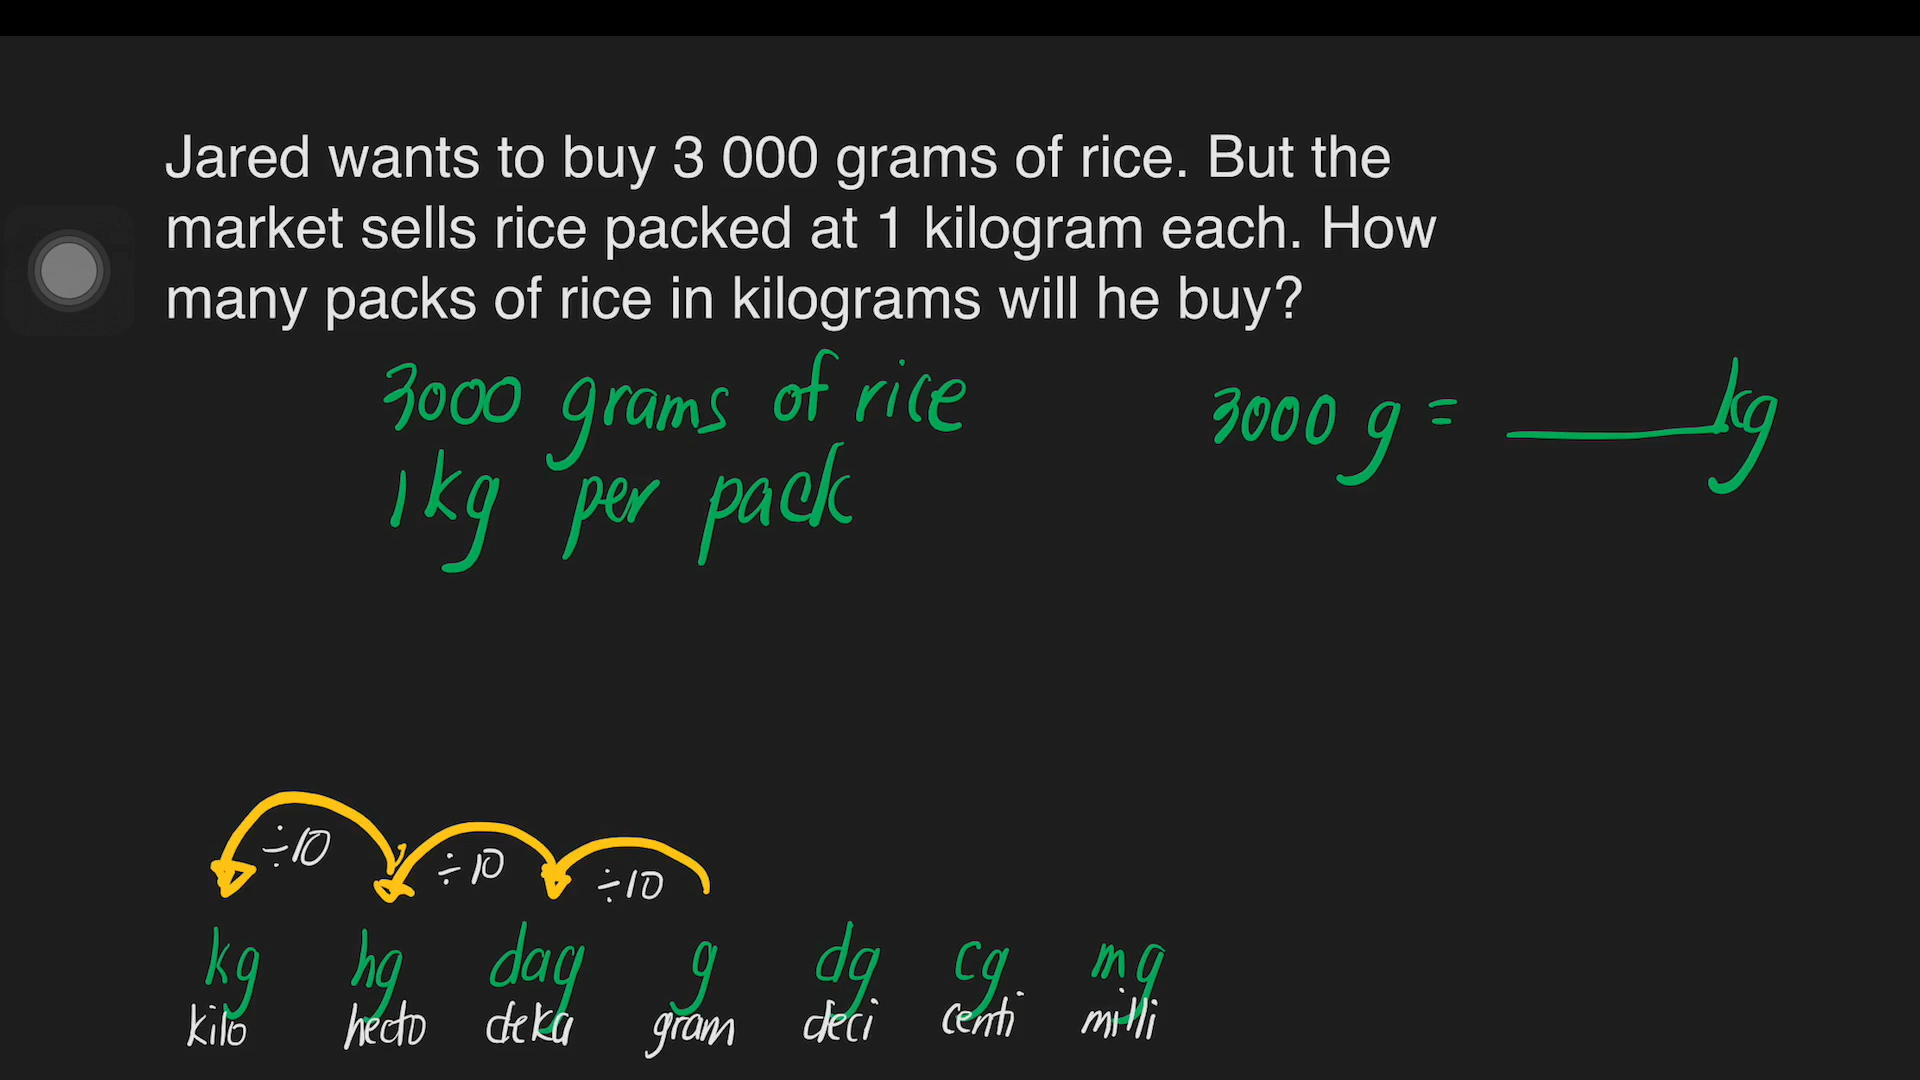 Jared wants to buy 3 000 grams of rice. But the
market sells rice packed at 1 kilogram each. How
many packs of rice in kilograms will he buy?
3000 grams of rice
1kg per pack
3000 g = ____kg
÷10 ÷10 ÷10
kg hg dag g dg cg mg
kilo hecto deka gram deci centi milli